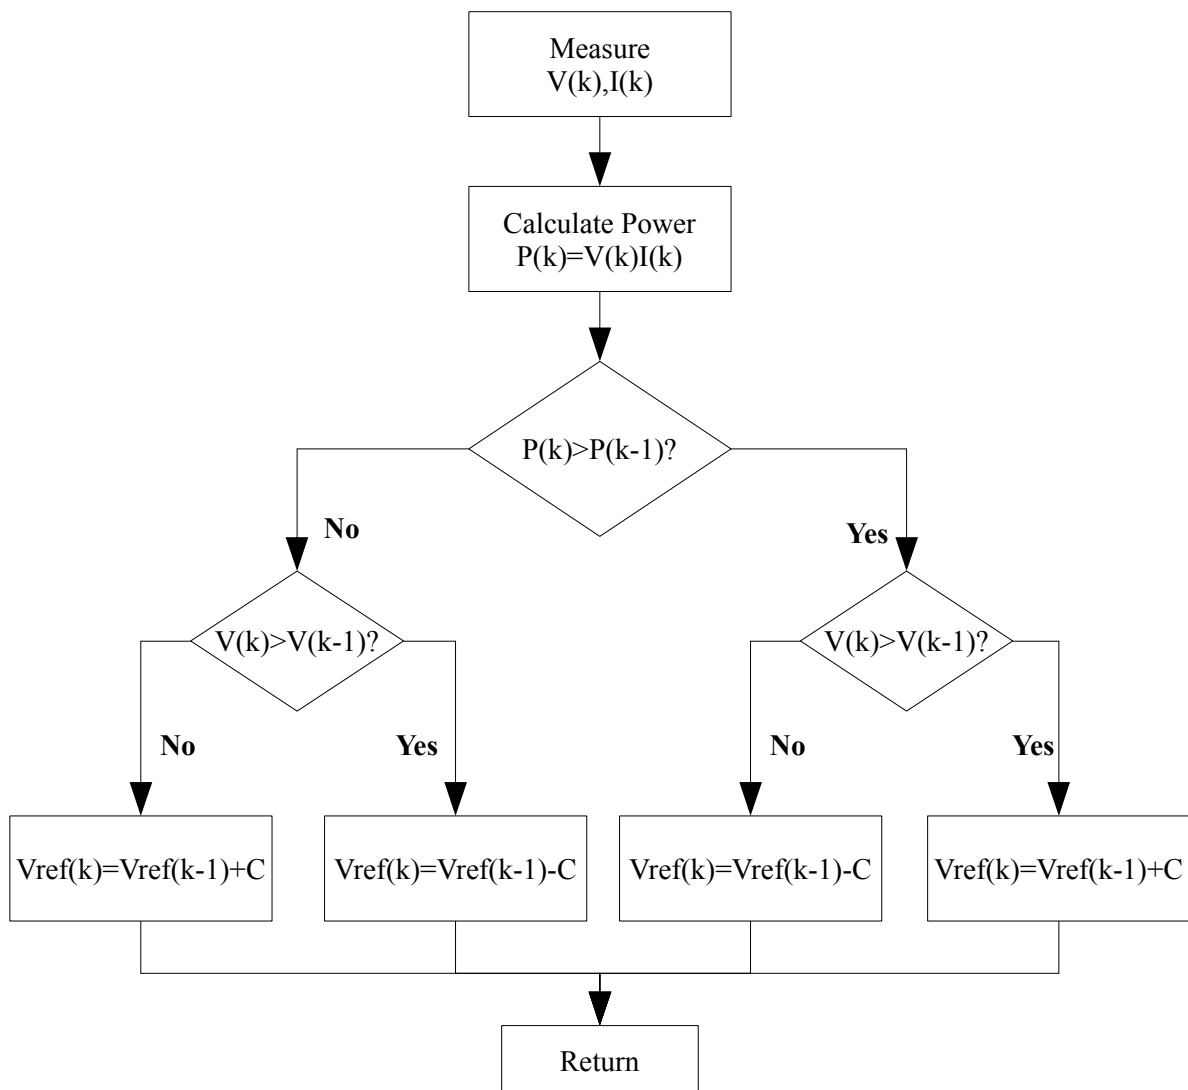 Measure
V(k),I(k)
Calculate Power
P(k)=V(k)I(k)
P(k)>P(k-1)?
No
Yes
V(k)>V(k-1)?
V(k)>V(k-1)?
No
Yes
No
Yes
Vref(k)=Vref(k-1)+C
Vref(k)=Vref(k-1)-C
Vref(k)=Vref(k-1)-C
Vref(k)=Vref(k-1)+C
Return